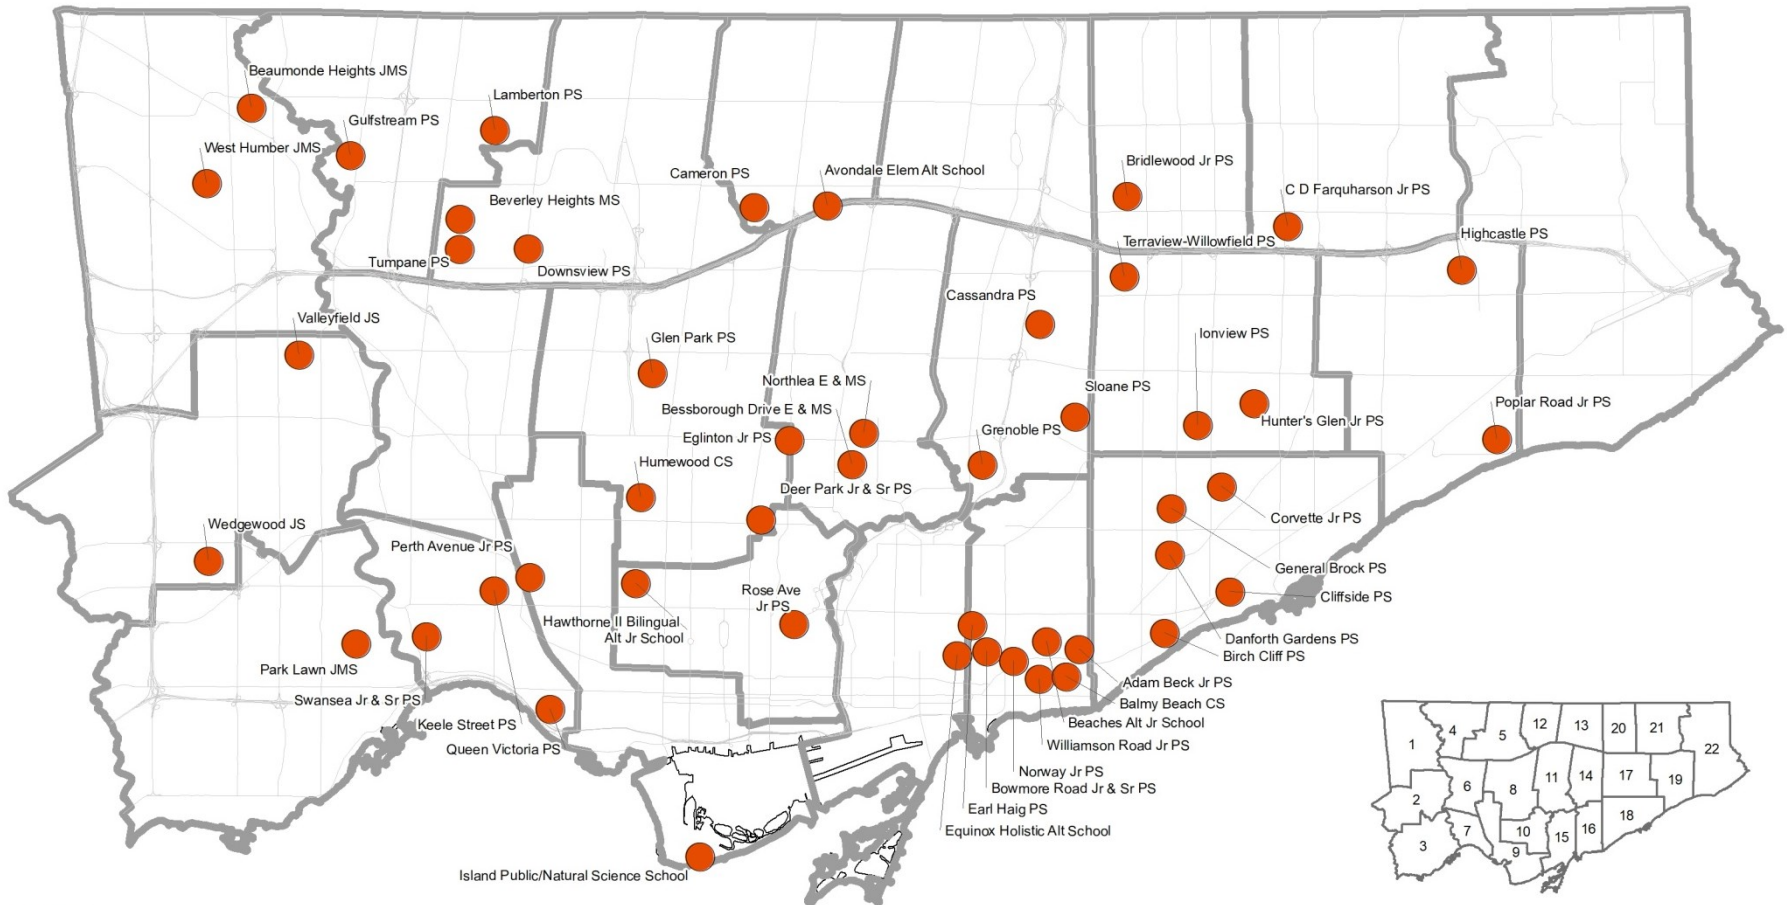 Beaumonde Heights JMS
Lamberton PS
Gulfstream PS
West Humber JMS
Bridlewood Jr PS
Cameron PS
Avondale Elem Alt School
C D Farquharson Jr PS
Beverley Heights MS
Highcastle PS
Terraview-Willowfield PS
Tumpane PS
Downsview PS
Cassandra PS
Valleyfield JS
Ionview PS
Glen Park PS
Northlea E & MS
Sloane PS
Poplar Road Jr PS
Bessborough Drive E & MS
Hunter's Glen Jr PS
Grenoble PS
Eglinton Jr PS
Humewood CS
Deer Park Jr & Sr PS
Corvette Jr PS
Wedgewood JS
Perth Avenue Jr PS
General Brock PS
Rose Ave
Jr PS
Cliffside PS
Hawthorne II Bilingual
Alt Jr School
Danforth Gardens PS
Birch Cliff PS
Park Lawn JMS
Adam Beck Jr PS
Swansea Jr & Sr PS
Balmy Beach CS
Keele Street PS
Beaches Alt Jr School
Queen Victoria PS
Williamson Road Jr PS
Norway Jr PS
Bowmore Road Jr & Sr PS
Earl Haig PS
Equinox Holistic Alt School
Island Public/Natural Science School
1
4
5
12
13
20
21
22
2
6
8
11
14
17
19
3
7
10
9
15
16
18